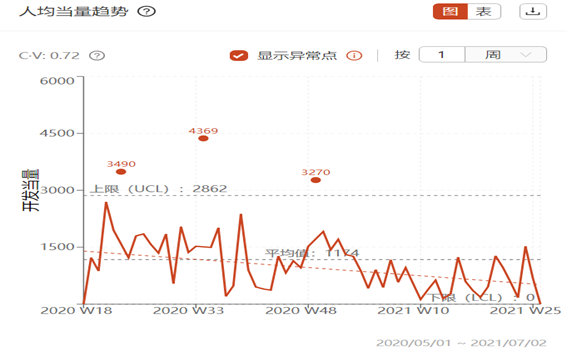 人均当量趋势 ?
图 表
C·V: 0.72 ?
显示异常点
按 1 周
6000
4500
3000
1500
开发当量
3490
4369
3270
上限（UCL）: 2862
平均值: 1174
下限（LCL）: 0
2020 W18 2020 W33 2020 W48 2021 W10 2021 W25
2020/05/01 ~ 2021/07/02